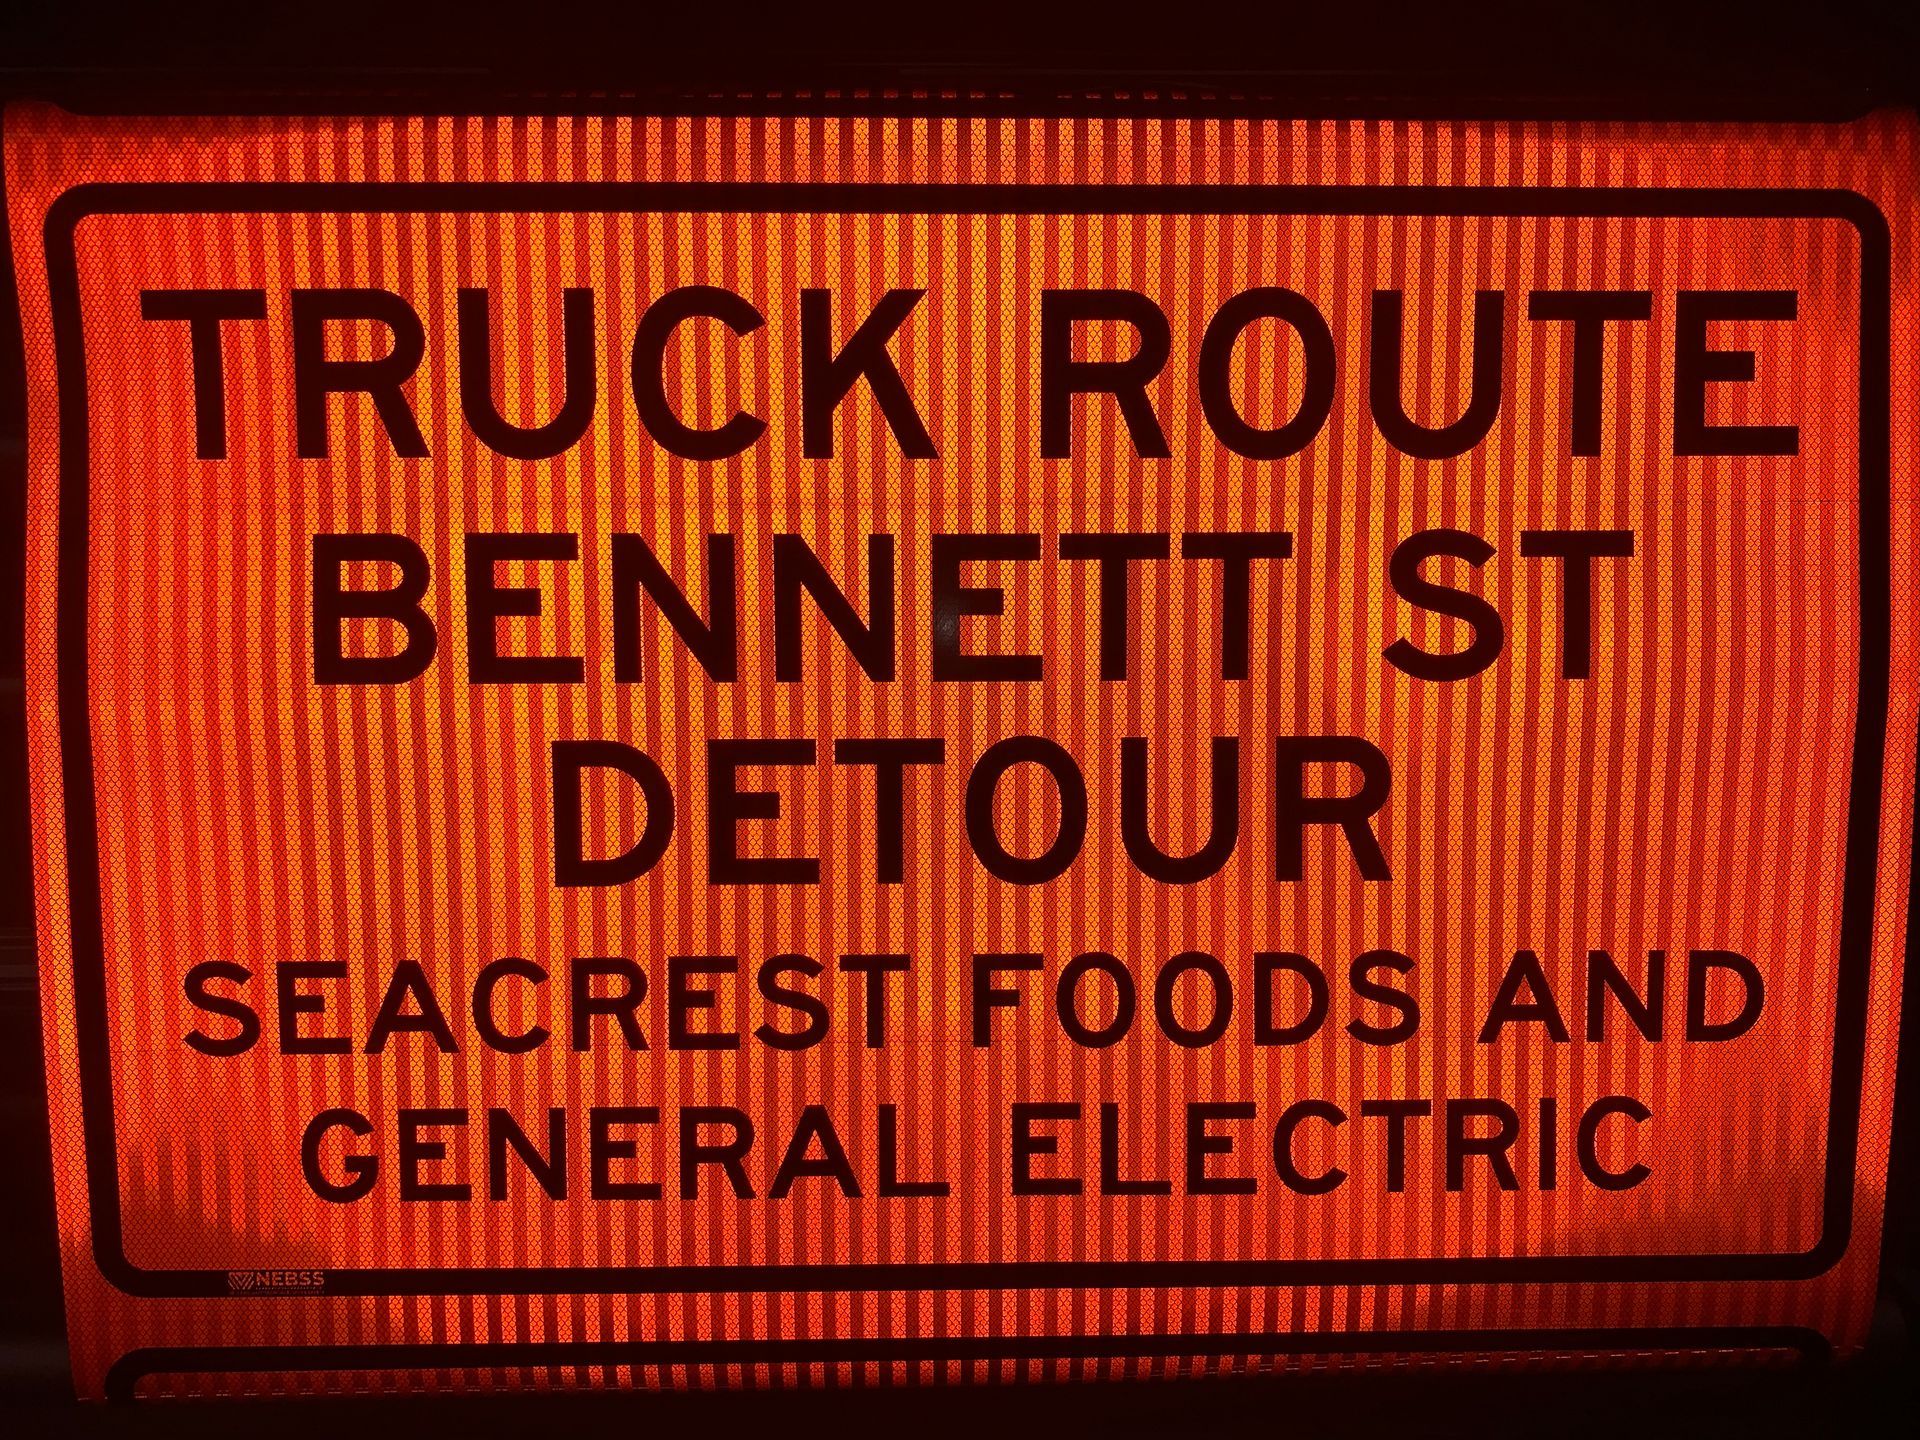 TRUCK ROUTE
BENNETT ST
DETOUR
SEACREST FOODS AND
GENERAL ELECTRIC
NEBSS